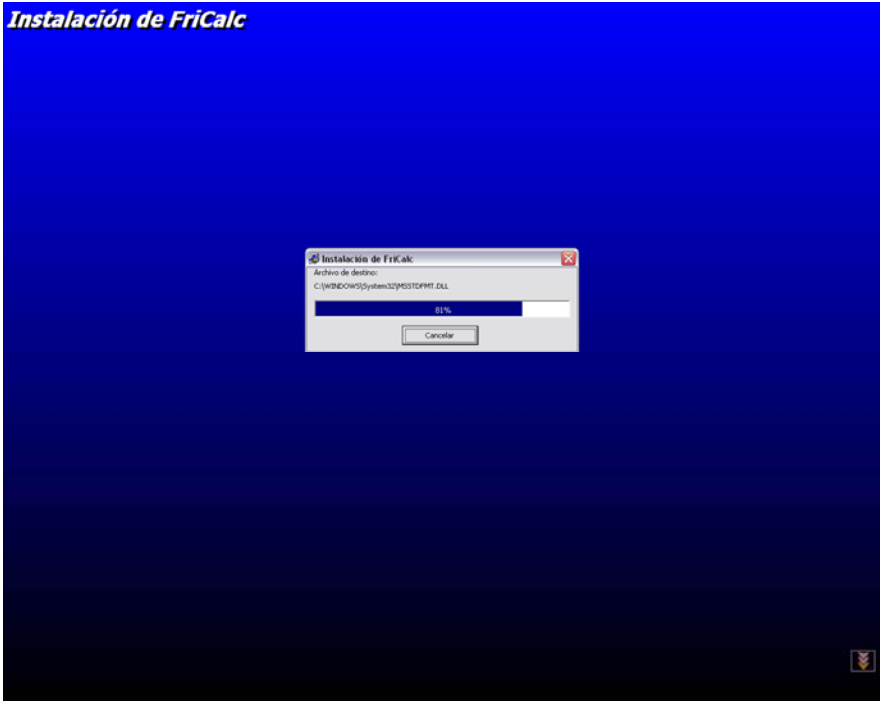 Instalación de FriCalc
Instalación de FriCalc
Archivo de destino:
C:\WINDOWS\System32\MSSTDFMT.DLL
81%
Cancelar